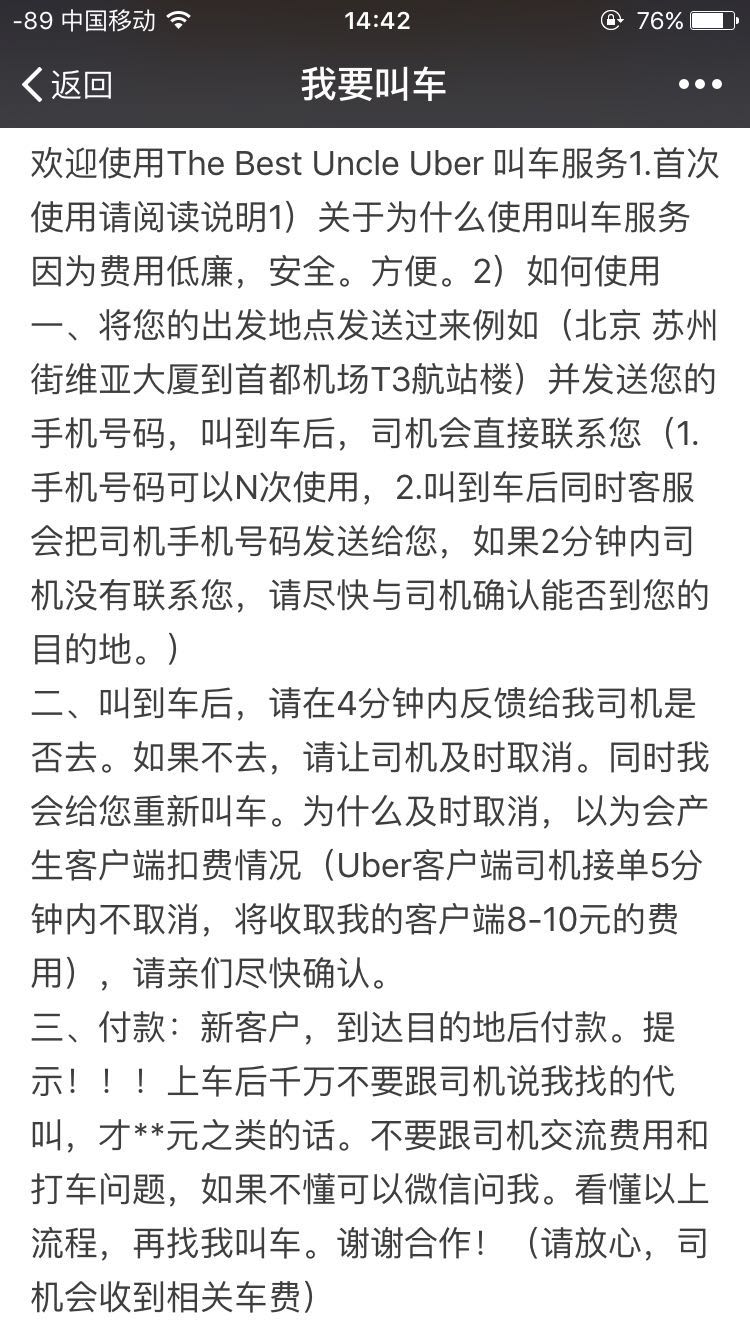 -89 中国移动 14:42 76%
返回 我要叫车
欢迎使用The Best Uncle Uber 叫车服务1.首次
使用请阅读说明1）关于为什么使用叫车服务
因为费用低廉，安全。方便。2）如何使用
一、将您的出发地点发送过来例如（北京 苏州
街维亚大厦到首都机场T3航站楼）并发送您的
手机号码，叫到车后，司机会直接联系您（1.
手机号码可以N次使用，2.叫到车后同时客服
会把司机手机号码发送给您，如果2分钟内司
机没有联系您，请尽快与司机确认能否到您的
目的地。）
二、叫到车后，请在4分钟内反馈给我司机是
否去。如果不去，请让司机及时取消。同时我
会给您重新叫车。为什么及时取消，以为会产
生客户端扣费情况（Uber客户端司机接单5分
钟内不取消，将收取我的客户端8-10元的费
用），请亲们尽快确认。
三、付款：新客户，到达目的地后付款。提
示！！！上车后千万不要跟司机说我找的代
叫，才**元之类的话。不要跟司机交流费用和
打车问题，如果不懂可以微信问我。看懂以上
流程，再找我叫车。谢谢合作！（请放心，司
机会收到相关车费）